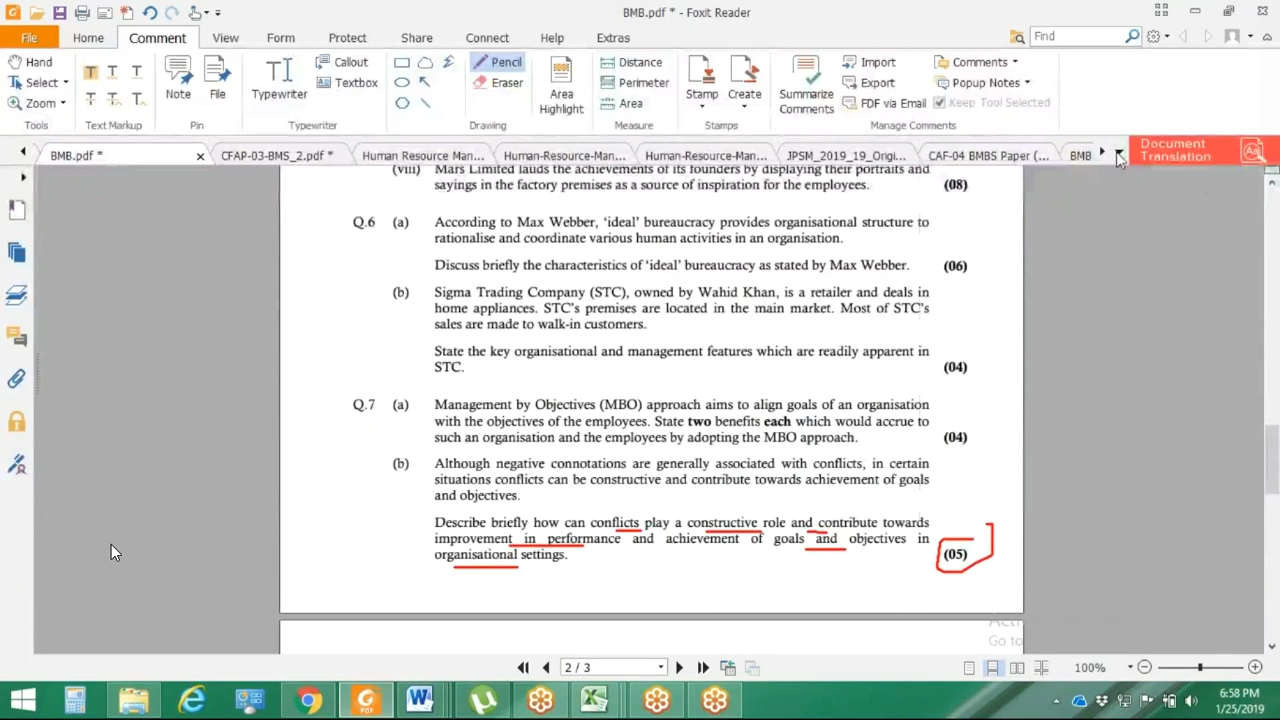 BMB.pdf * - Foxit Reader
File Home Comment View Form Protect Share Connect Help Extras Find
Hand
Select
Zoom
Note File Typewriter Callout Textbox Pencil Eraser Area Highlight Distance Perimeter Area Stamp Create Summarize Comments Import Export FDF via Email Comments Popup Notes Keep Tool Selected
Tools Text Markup Pin Typewriter Drawing Measure Stamps Manage Comments
BMB.pdf * CFAP-03-BMS_2.pdf * Human Resource Man... Human-Resource-Man... Human-Resource-Man... JPSM_2019_19_Origi... CAF-04 BMBS Paper (... BMB
Document Translation
(viii) Mars Limited lauds the achievements of its founders by displaying their portraits and
sayings in the factory premises as a source of inspiration for the employees. (08)
Q.6 (a) According to Max Webber, ‘ideal’ bureaucracy provides organisational structure to
rationalise and coordinate various human activities in an organisation.
Discuss briefly the characteristics of ‘ideal’ bureaucracy as stated by Max Webber. (06)
(b) Sigma Trading Company (STC), owned by Wahid Khan, is a retailer and deals in
home appliances. STC’s premises are located in the main market. Most of STC’s
sales are made to walk-in customers.
State the key organisational and management features which are readily apparent in
STC. (04)
Q.7 (a) Management by Objectives (MBO) approach aims to align goals of an organisation
with the objectives of the employees. State two benefits each which would accrue to
such an organisation and the employees by adopting the MBO approach. (04)
(b) Although negative connotations are generally associated with conflicts, in certain
situations conflicts can be constructive and contribute towards achievement of goals
and objectives.
Describe briefly how can conflicts play a constructive role and contribute towards
improvement in performance and achievement of goals and objectives in
organisational settings. (05)
Go to
2 / 3 100%
6:58 PM
1/25/2019